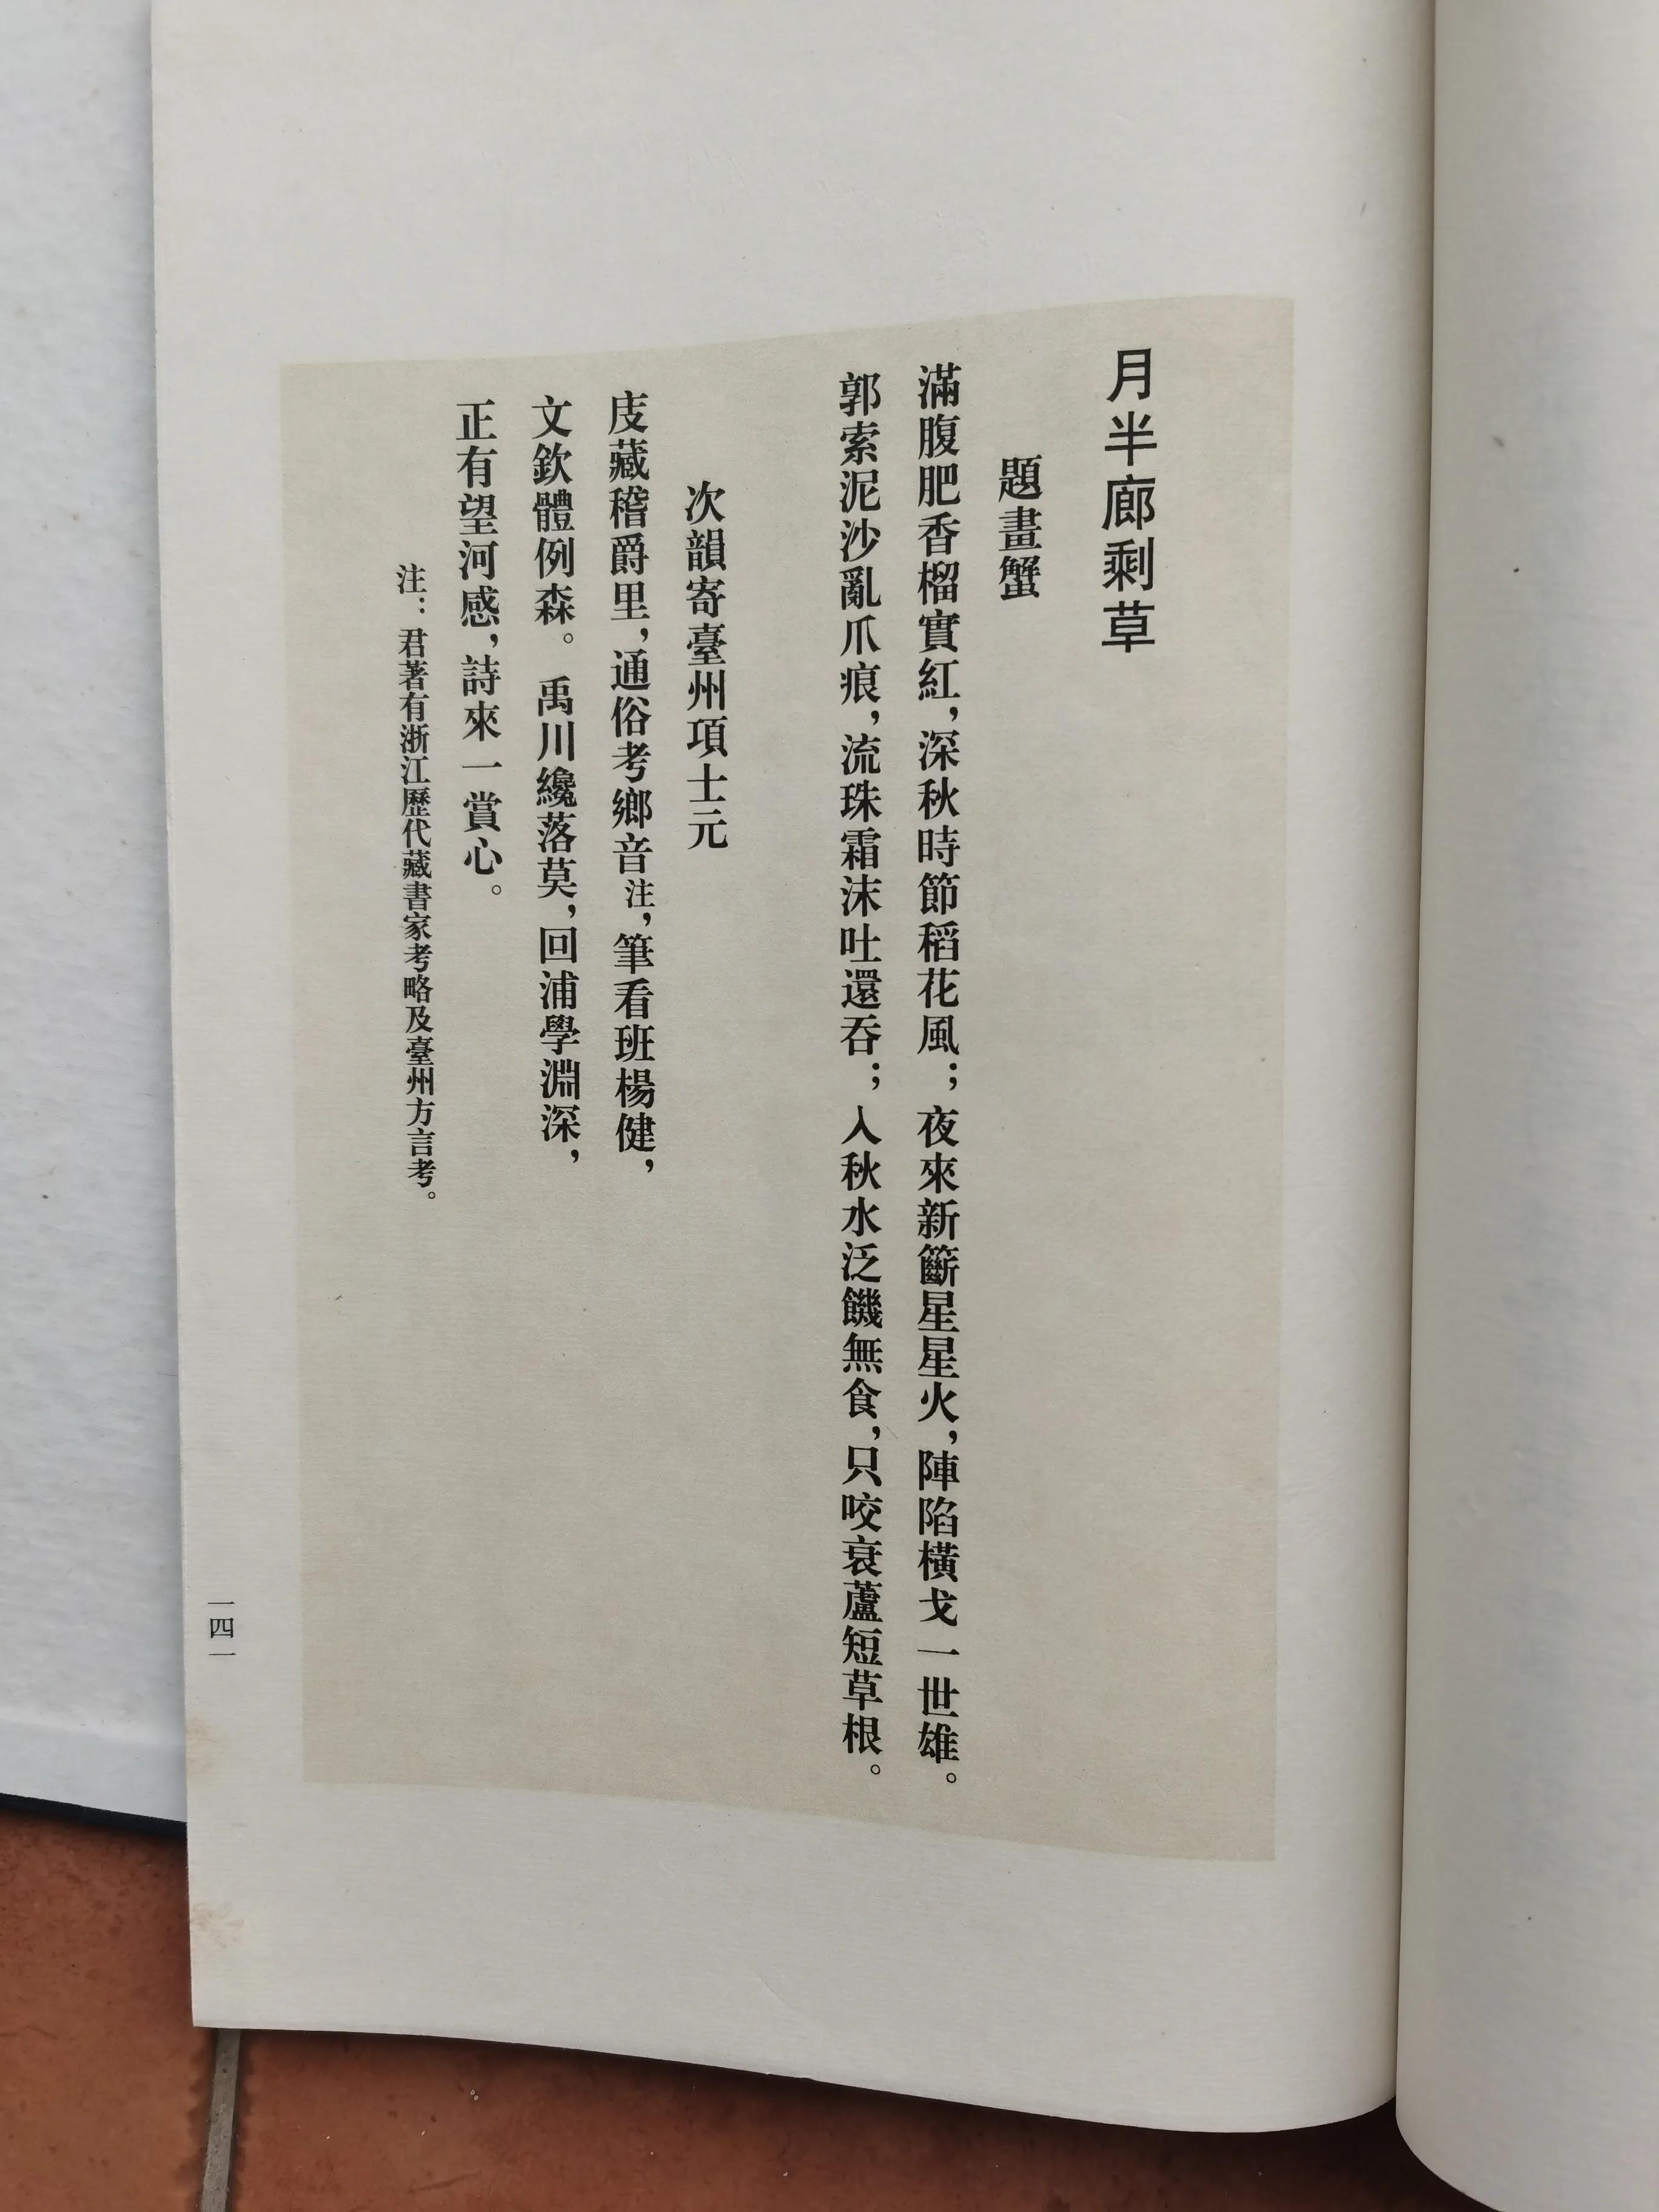 月半廊剩草
題畫蟹
滿腹肥香榴實紅，深秋時節稻花風；夜來新籪星星火，陣陷橫戈一世雄。
郭索泥沙亂爪痕，流珠霜沫吐還吞；入秋水泛饑無食，只咬衰蘆短草根。
次韻寄臺州項士元
庋藏稽爵里，通俗考鄉音注，筆看班楊健，
文欽體例森。禹川纔落莫，回浦學淵深，
正有望河感，詩來一賞心。
注：君著有浙江歷代藏書家考略及臺州方言考。
一四一